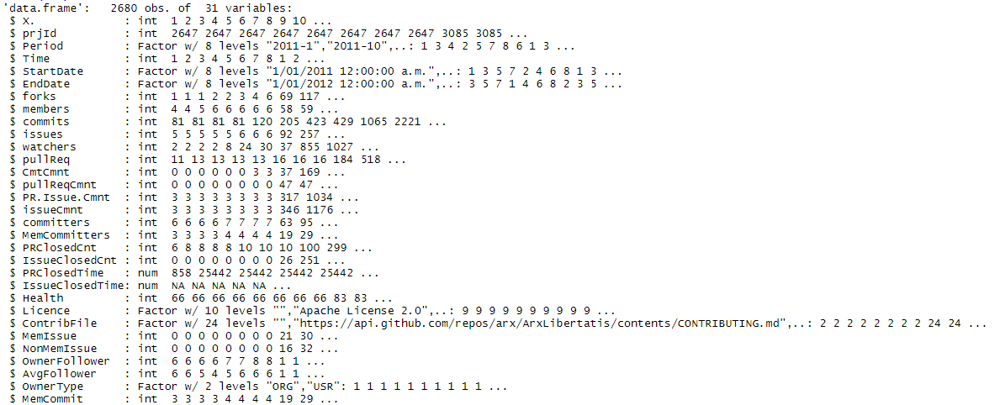 'data.frame':   2680 obs. of  31 variables:
 $ X.             : int  1 2 3 4 5 6 7 8 9 10 ...
 $ prjId          : int  2647 2647 2647 2647 2647 2647 2647 2647 3085 3085 ...
 $ Period         : Factor w/ 8 levels "2011-1","2011-10",..: 1 3 4 2 5 7 8 6 1 3 ...
 $ Time           : int  1 2 3 4 5 6 7 8 1 2 ...
 $ StartDate      : Factor w/ 8 levels "1/01/2011 12:00:00 a.m.",..: 1 3 5 7 2 4 6 8 1 3 ...
 $ EndDate        : Factor w/ 8 levels "1/01/2012 12:00:00 a.m.",..: 3 5 7 1 4 6 8 2 3 5 ...
 $ forks          : int  1 1 1 2 2 3 4 6 69 117 ...
 $ members        : int  4 4 5 6 6 6 6 6 58 59 ...
 $ commits        : int  81 81 81 81 120 205 423 429 1065 2221 ...
 $ issues         : int  5 5 5 5 5 6 6 6 92 257 ...
 $ watchers       : int  2 2 2 2 8 24 30 37 855 1027 ...
 $ pullReq        : int  11 13 13 13 13 16 16 16 184 518 ...
 $ CmtCmnt        : int  0 0 0 0 0 0 3 3 37 169 ...
 $ pullReqCmnt    : int  0 0 0 0 0 0 0 0 47 47 ...
 $ PR.Issue.Cmnt  : int  3 3 3 3 3 3 3 3 317 1034 ...
 $ issueCmnt      : int  3 3 3 3 3 3 3 3 346 1176 ...
 $ committers     : int  6 6 6 6 7 7 7 7 63 95 ...
 $ MemCommitters  : int  3 3 3 3 4 4 4 4 19 29 ...
 $ PRClosedCnt    : int  6 8 8 8 8 10 10 10 100 299 ...
 $ IssueClosedCnt : int  0 0 0 0 0 0 0 0 26 251 ...
 $ PRClosedTime   : num  858 25442 25442 25442 25442 ...
 $ IssueClosedTime: num  NA NA NA NA NA ...
 $ Health         : int  66 66 66 66 66 66 66 66 83 83 ...
 $ Licence        : Factor w/ 10 levels "","Apache License 2.0",..: 9 9 9 9 9 9 9 9 9 9 ...
 $ ContribFile    : Factor w/ 24 levels "","https://api.github.com/repos/arx/ArxLibertatis/contents/CONTRIBUTING.md",..: 2 2 2 2 2 2 2 2 24 24 ...
 $ MemIssue       : int  0 0 0 0 0 0 0 0 21 30 ...
 $ NonMemIssue    : int  0 0 0 0 0 0 0 0 16 32 ...
 $ OwnerFollower  : int  6 6 6 6 7 7 8 8 1 1 ...
 $ AvgFollower    : int  6 6 5 4 5 6 6 6 1 1 ...
 $ OwnerType      : Factor w/ 2 levels "ORG","USR": 1 1 1 1 1 1 1 1 1 1 ...
 $ MemCommit      : int  3 3 3 3 4 4 4 4 19 29 ...